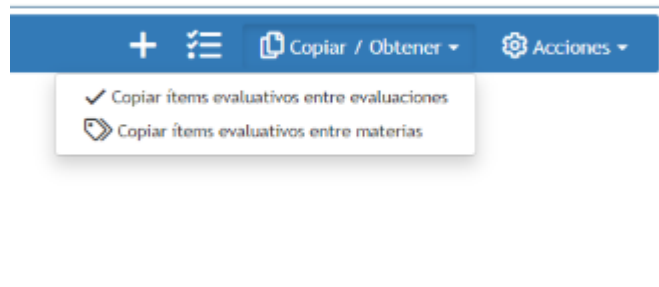 Copiar / Obtener
Acciones
Copiar ítems evaluativos entre evaluaciones
Copiar ítems evaluativos entre materias